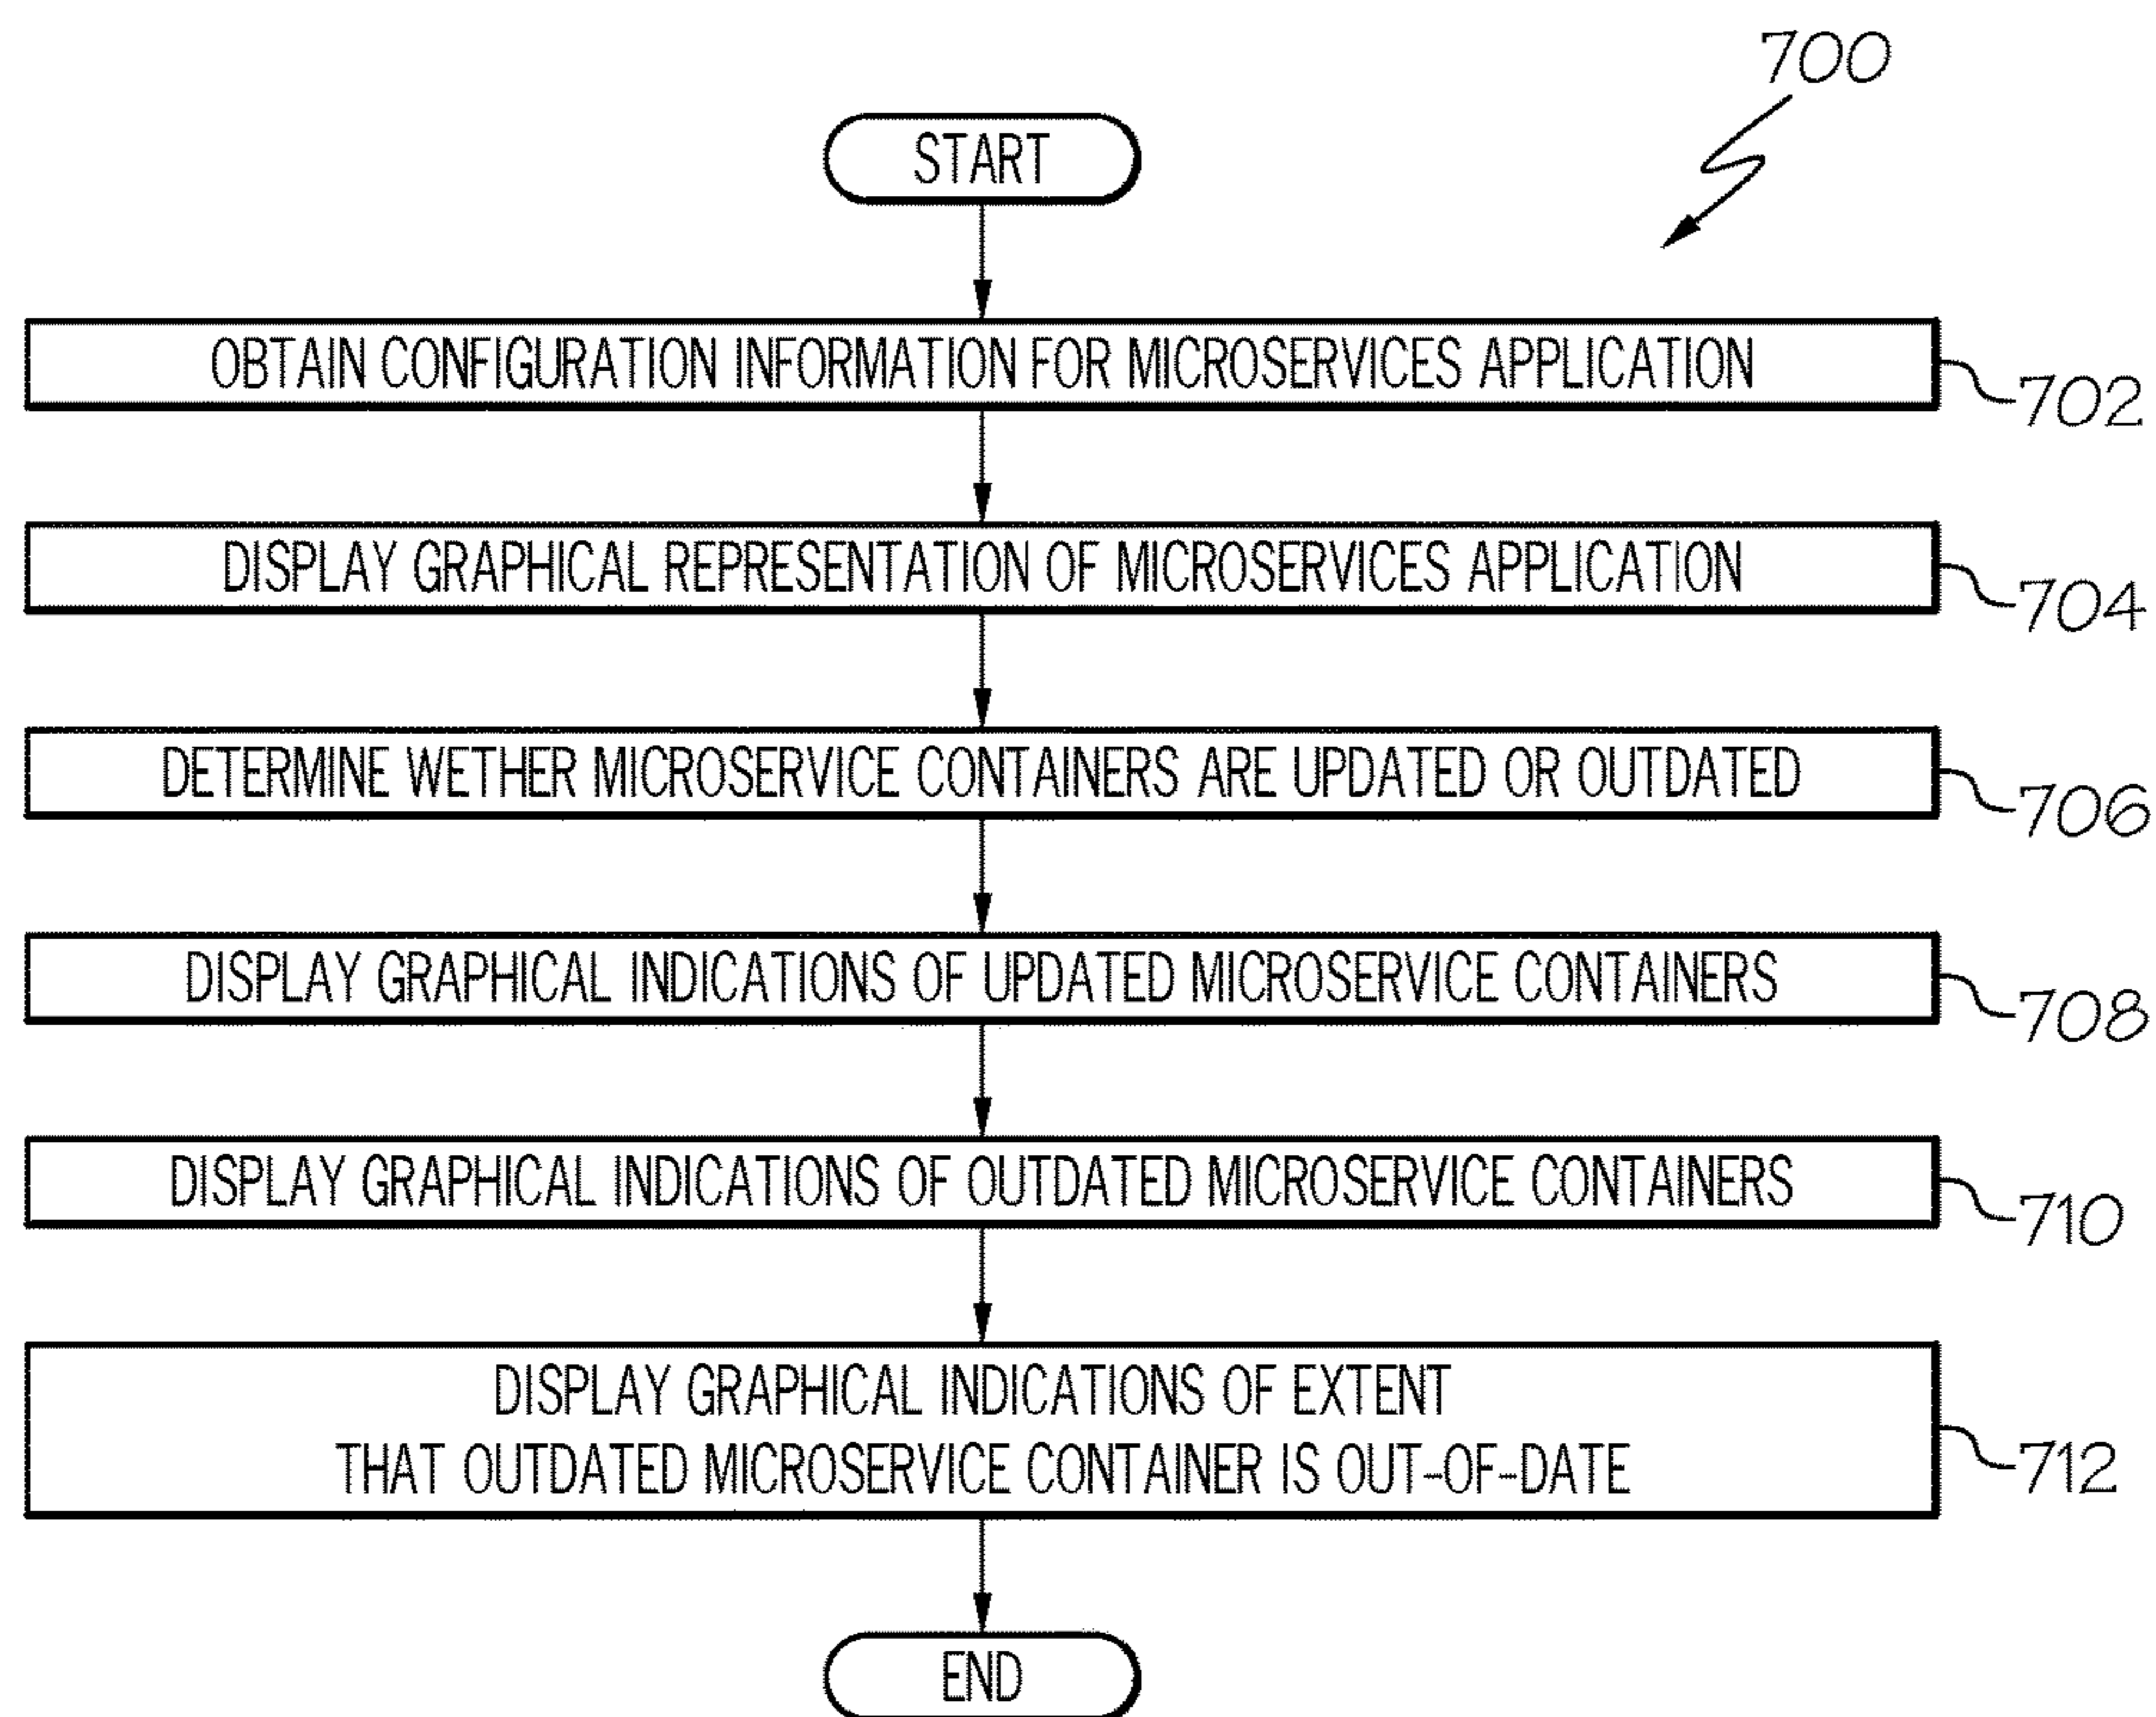 700
START
OBTAIN CONFIGURATION INFORMATION FOR MICROSERVICES APPLICATION
702
DISPLAY GRAPHICAL REPRESENTATION OF MICROSERVICES APPLICATION
704
DETERMINE WETHER MICROSERVICE CONTAINERS ARE UPDATED OR OUTDATED
706
DISPLAY GRAPHICAL INDICATIONS OF UPDATED MICROSERVICE CONTAINERS
708
DISPLAY GRAPHICAL INDICATIONS OF OUTDATED MICROSERVICE CONTAINERS
710
DISPLAY GRAPHICAL INDICATIONS OF EXTENT
THAT OUTDATED MICROSERVICE CONTAINER IS OUT-OF-DATE
712
END